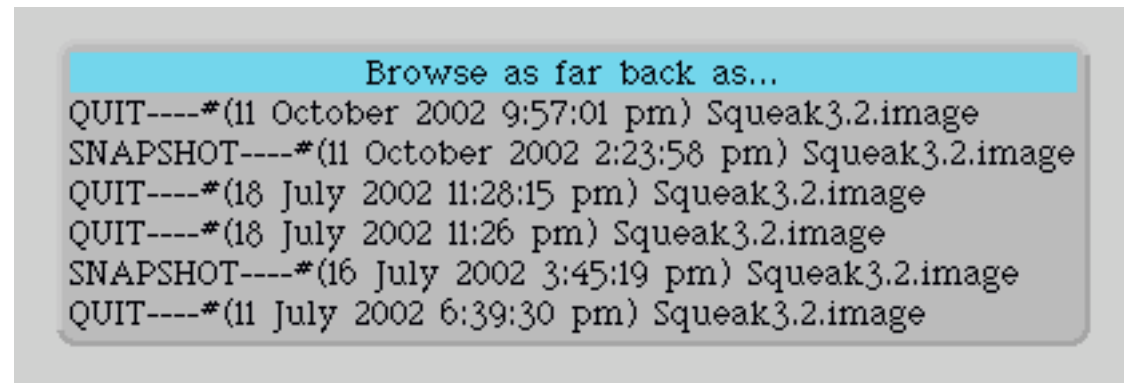 Browse as far back as...
QUIT----#(11 October 2002 9:57:01 pm) Squeak3.2.image
SNAPSHOT----#(11 October 2002 2:23:58 pm) Squeak3.2.image
QUIT----#(18 July 2002 11:28:15 pm) Squeak3.2.image
QUIT----#(18 July 2002 11:26 pm) Squeak3.2.image
SNAPSHOT----#(16 July 2002 3:45:19 pm) Squeak3.2.image
QUIT----#(11 July 2002 6:39:30 pm) Squeak3.2.image